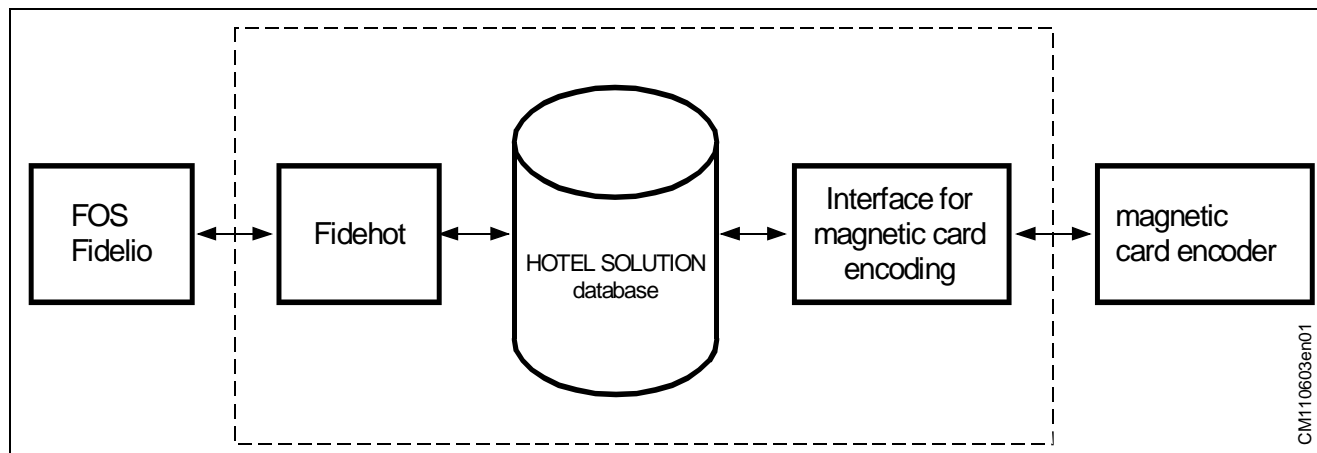 FOS
Fidelio
Fidehot
HOTEL SOLUTION
database
Interface for
magnetic card
encoding
magnetic
card encoder
CM110603en01